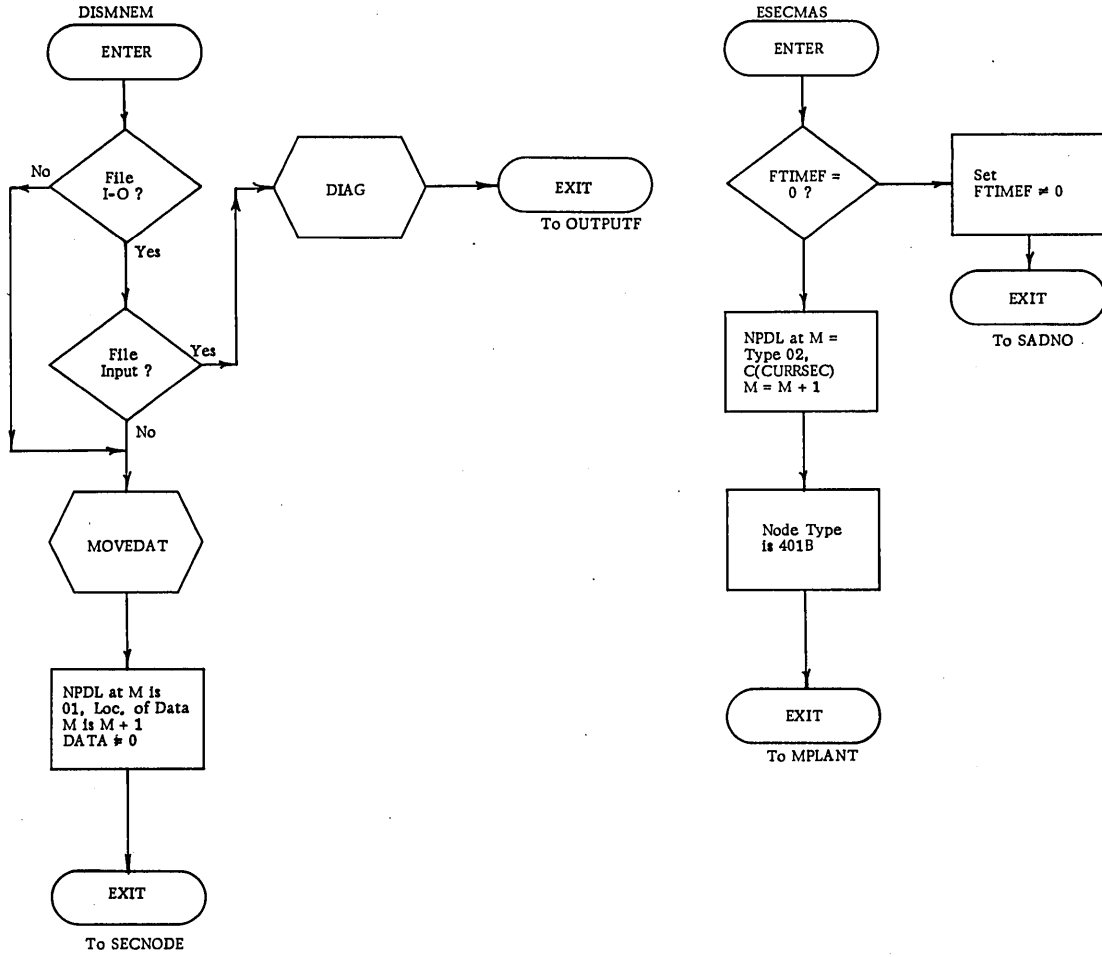 DISMNEM
ENTER
File
I-O ?
No
Yes
File
Input ?
Yes
No
DIAG
EXIT
To OUTPUTF
MOVEDAT
NPDL at M is
01, Loc. of Data
M is M + 1
DATA ≠ 0
EXIT
To SECNODE
ESECMAS
ENTER
FTIMEF =
0 ?
Set
FTIMEF ≠ 0
EXIT
To SADNO
NPDL at M =
Type 02,
C(CURRSEC)
M = M + 1
Node Type
is 401B
EXIT
To MPLANT